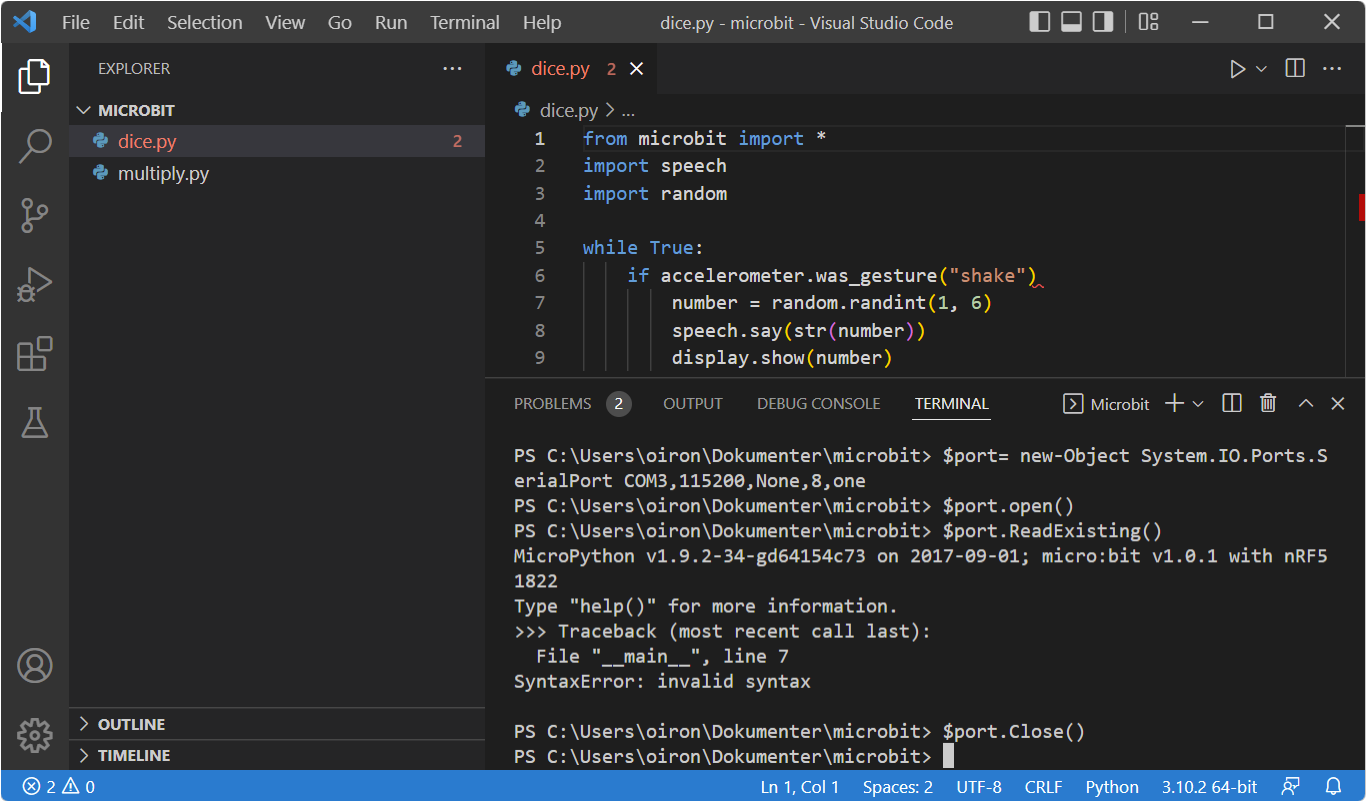 File Edit Selection View Go Run Terminal Help dice.py - microbit - Visual Studio Code
EXPLORER
MICROBIT
dice.py 2
multiply.py
OUTLINE
TIMELINE
dice.py 2
dice.py > ...
1 from microbit import *
2 import speech
3 import random
4
5 while True:
6 if accelerometer.was_gesture("shake")
7 number = random.randint(1, 6)
8 speech.say(str(number))
9 display.show(number)
PROBLEMS 2 OUTPUT DEBUG CONSOLE TERMINAL Microbit
PS C:\Users\oiron\Dokumenter\microbit> $port= new-Object System.IO.Ports.S
erialPort COM3,115200,None,8,one
PS C:\Users\oiron\Dokumenter\microbit> $port.open()
PS C:\Users\oiron\Dokumenter\microbit> $port.ReadExisting()
MicroPython v1.9.2-34-gd64154c73 on 2017-09-01; micro:bit v1.0.1 with nRF5
1822
Type "help()" for more information.
>>> Traceback (most recent call last):
  File "__main__", line 7
SyntaxError: invalid syntax
PS C:\Users\oiron\Dokumenter\microbit> $port.Close()
PS C:\Users\oiron\Dokumenter\microbit>
2 0 Ln 1, Col 1 Spaces: 2 UTF-8 CRLF Python 3.10.2 64-bit